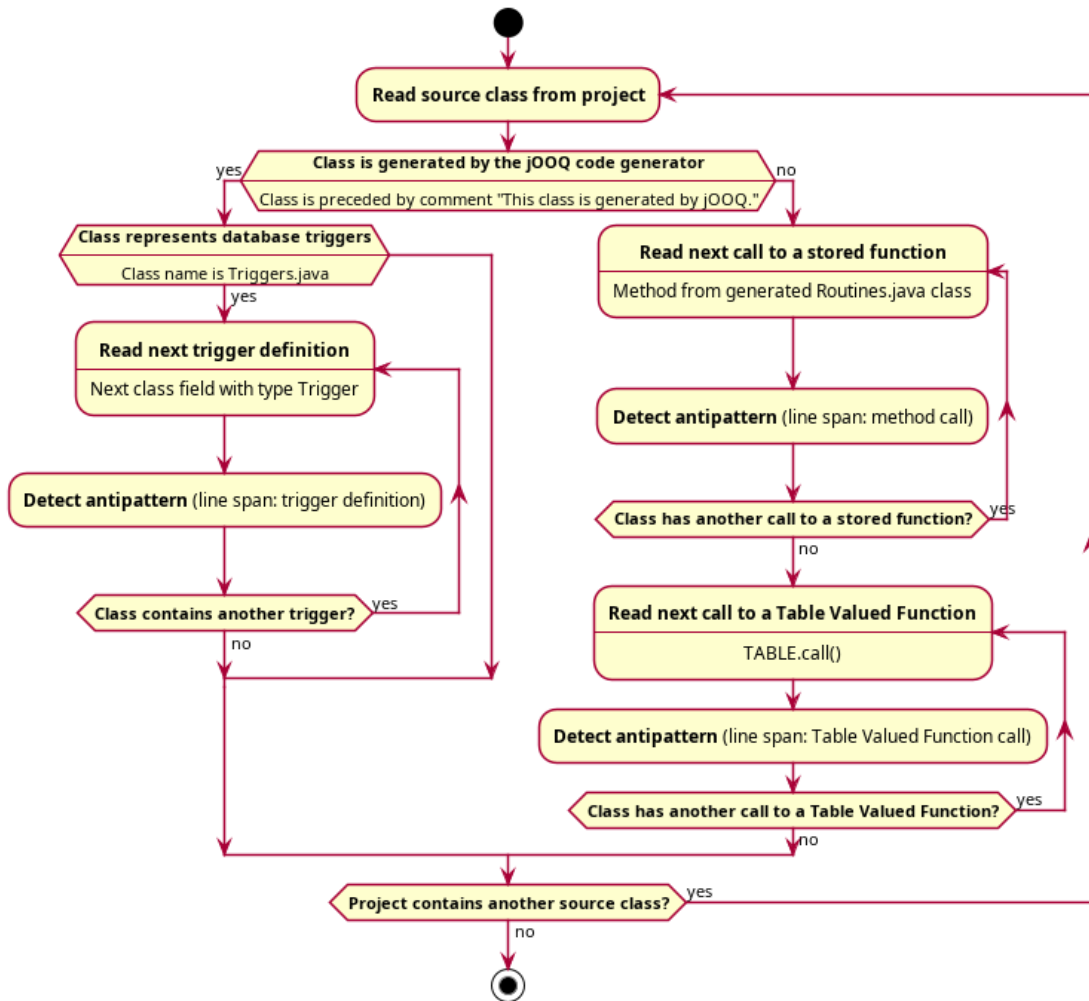 Read source class from project
Class is generated by the jOOQ code generator
yes
no
Class is preceded by comment "This class is generated by jOOQ."
Class represents database triggers
Class name is Triggers.java
yes
Read next trigger definition
Next class field with type Trigger
Detect antipattern (line span: trigger definition)
Class contains another trigger?
yes
no
Read next call to a stored function
Method from generated Routines.java class
Detect antipattern (line span: method call)
Class has another call to a stored function?
yes
no
Read next call to a Table Valued Function
TABLE.call()
Detect antipattern (line span: Table Valued Function call)
Class has another call to a Table Valued Function?
yes
no
Project contains another source class?
yes
no